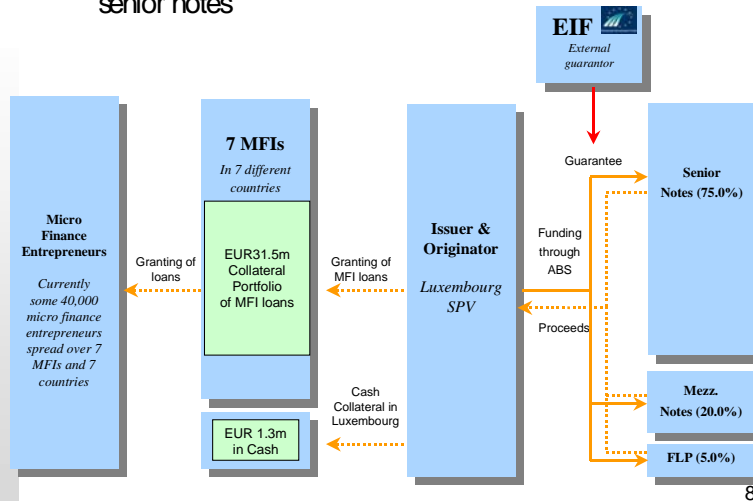 senior notes
EIF
External
guarantor
7 MFIs
In 7 different
countries
Guarantee
Senior
Notes (75.0%)
Micro
Finance
Entrepreneurs
Currently
some 40,000
micro finance
entrepreneurs
spread over 7
MFIs and 7
countries
Granting of
loans
EUR31.5m
Collateral
Portfolio
of MFI loans
Granting of
MFI loans
Issuer &
Originator
Luxembourg
SPV
Funding
through
ABS
Proceeds
Cash
Collateral in
Luxembourg
EUR 1.3m
in Cash
Mezz.
Notes (20.0%)
FLP (5.0%)
8